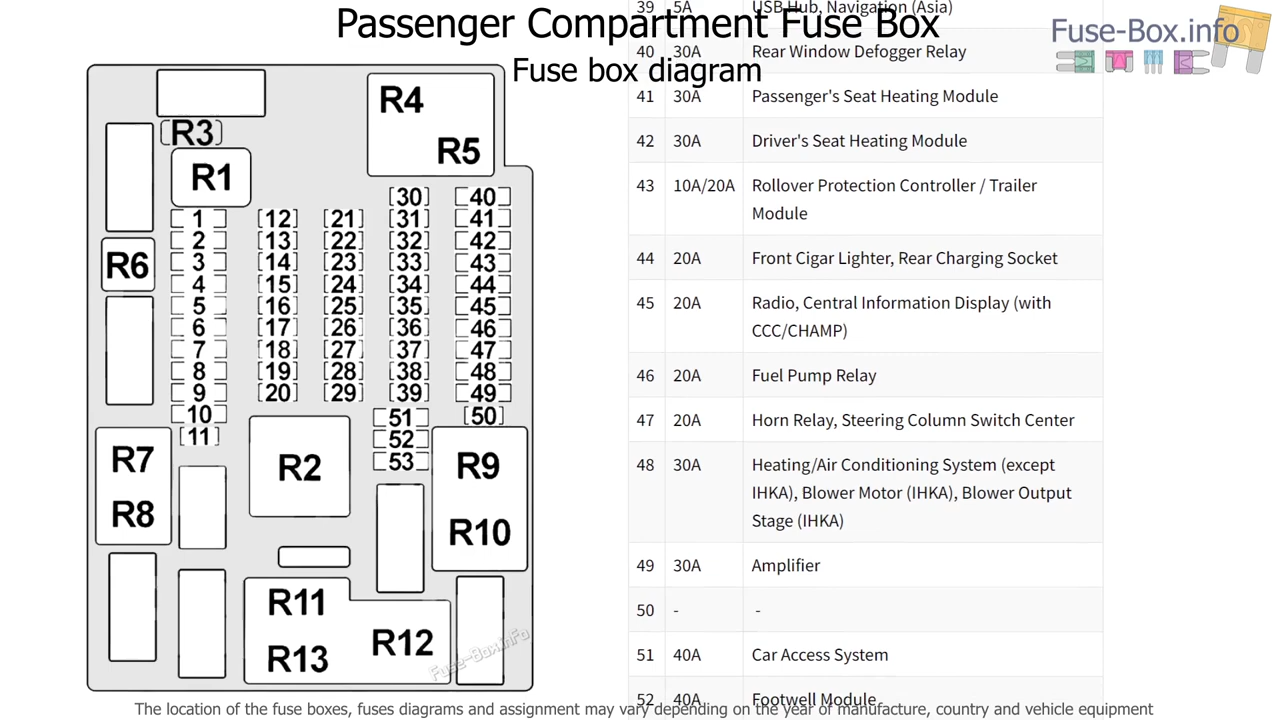 Passenger Compartment Fuse Box
Fuse box diagram
Fuse-Box.info
R4
R3
R5
R1
30 40
1 12 21 31 41
2 13 22 32 42
R6
3 14 23 33 43
4 15 24 34 44
5 16 25 35 45
6 17 26 36 46
7 18 27 37 47
8 19 28 38 48
9 20 29 39 49
10 51 50
11 52
53
R7
R8
R2
R9
R10
R11
R12
R13
Fuse-Box.info
39 5A USB Hub, Navigation (Asia)
40 30A Rear Window Defogger Relay
41 30A Passenger's Seat Heating Module
42 30A Driver's Seat Heating Module
43 10A/20A Rollover Protection Controller / Trailer
Module
44 20A Front Cigar Lighter, Rear Charging Socket
45 20A Radio, Central Information Display (with
CCC/CHAMP)
46 20A Fuel Pump Relay
47 20A Horn Relay, Steering Column Switch Center
48 30A Heating/Air Conditioning System (except
IHKA), Blower Motor (IHKA), Blower Output
Stage (IHKA)
49 30A Amplifier
50 - -
51 40A Car Access System
52 40A Footwell Module
The location of the fuse boxes, fuses diagrams and assignment may vary depending on the year of manufacture, country and vehicle equipment